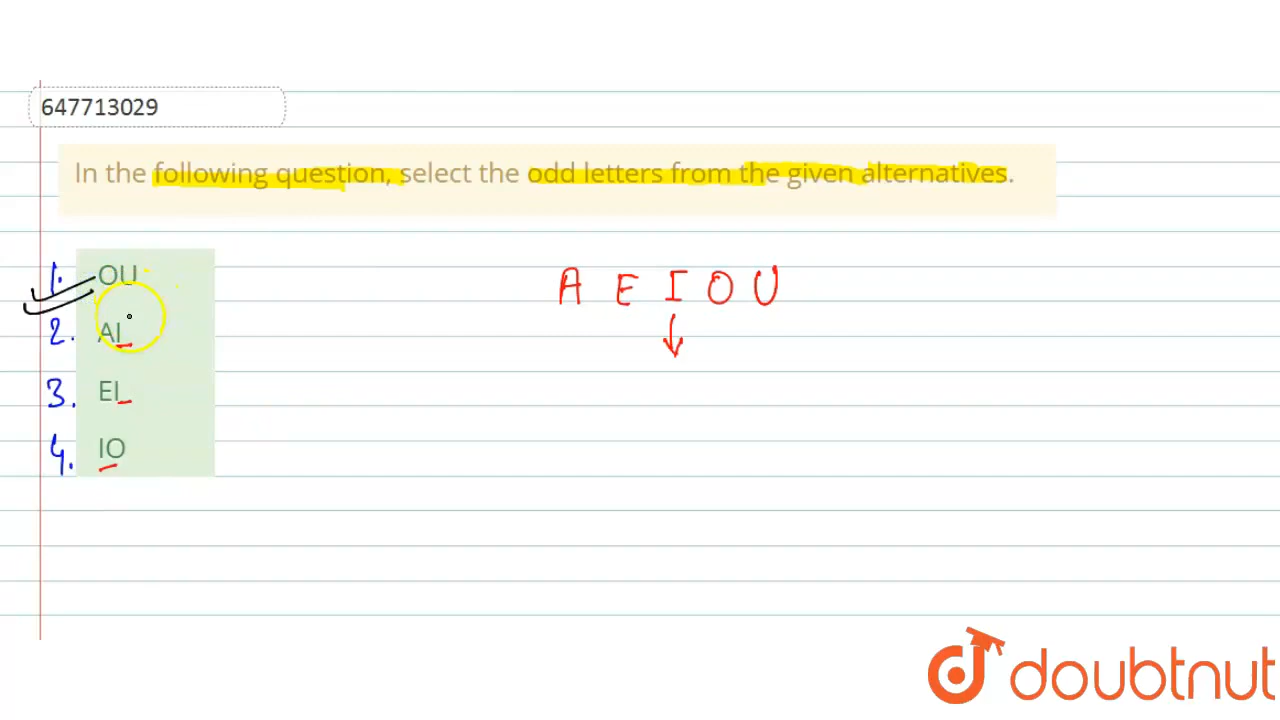 647713029
In the following question, select the odd letters from the given alternatives.
1. OU
A E I O U
2. AI
3. EI
4. IO
doubtnut